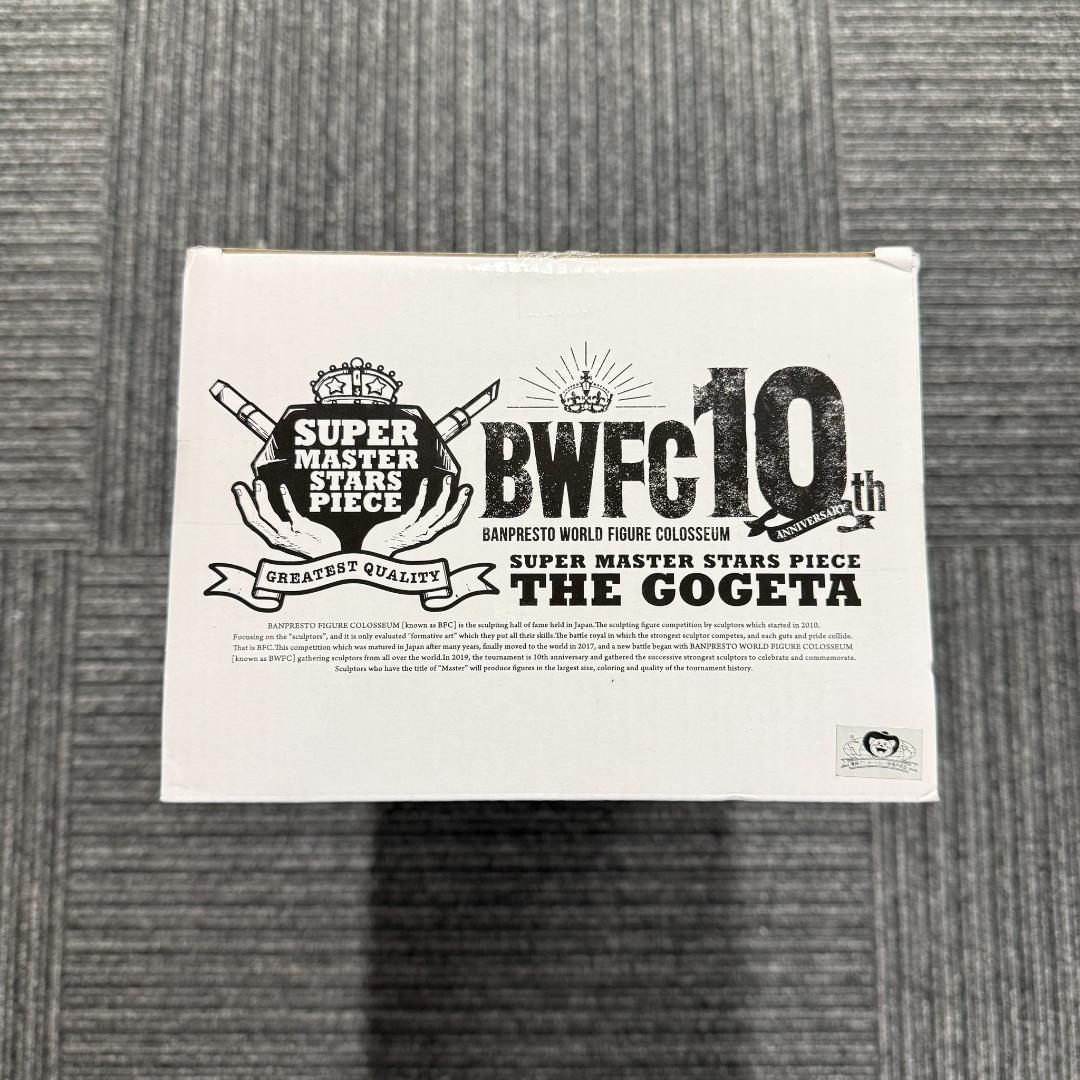 SUPER
MASTER
STARS
PIECE
GREATEST QUALITY
BWFC 10th
ANNIVERSARY
BANPRESTO WORLD FIGURE COLOSSEUM
SUPER MASTER STARS PIECE
THE GOGETA
BANPRESTO FIGURE COLOSSEUM [known as BFC] is the sculpting hall of fame held in Japan.The sculpting figure competition by sculptors which started in 2010.
Focusing on the "sculptors", and it is only evaluated "formative art" which they put all their skills.The battle royal in which the strongest sculptor competes, and each guts and pride collide.
That is BFC.This competition which was matured in Japan after many years, finally moved to the world in 2017, and a new battle began with BANPRESTO WORLD FIGURE COLOSSEUM
[known as BWFC] gathering sculptors from all over the world.In 2019, the tournament is 10th anniversary and gathered the successive strongest sculptors to celebrate and commemorate.
Sculptors who have the title of "Master" will produce figures in the largest size, coloring and quality of the tournament history.